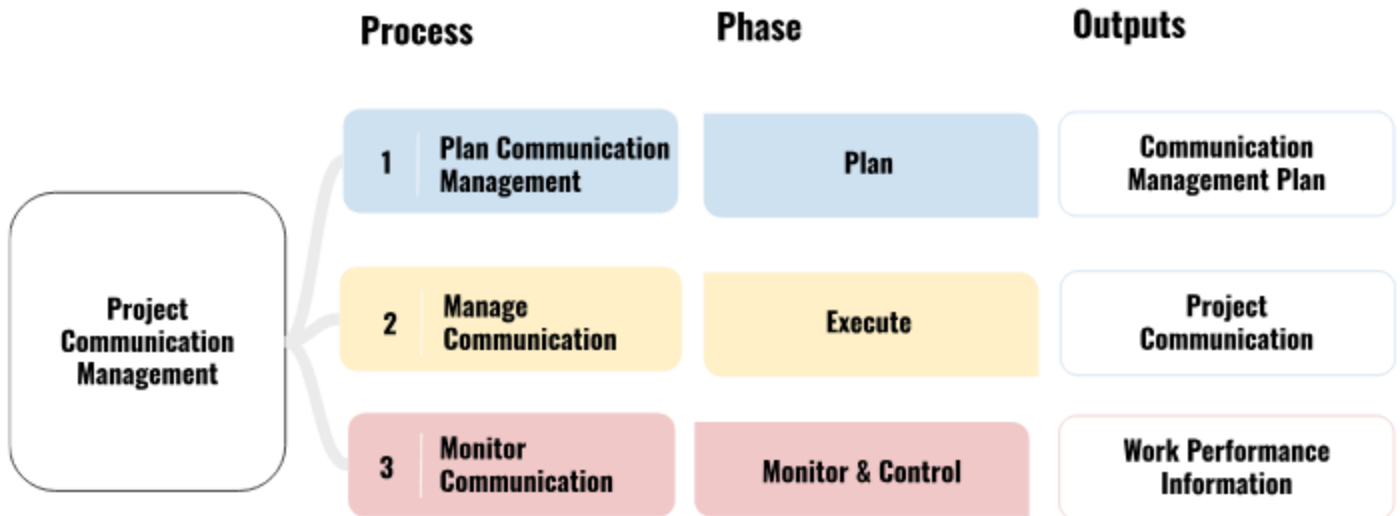 Process
Phase
Outputs
1
Plan Communication
Management
Plan
Communication
Management Plan
Project
Communication
Management
2
Manage
Communication
Execute
Project
Communication
3
Monitor
Communication
Monitor & Control
Work Performance
Information